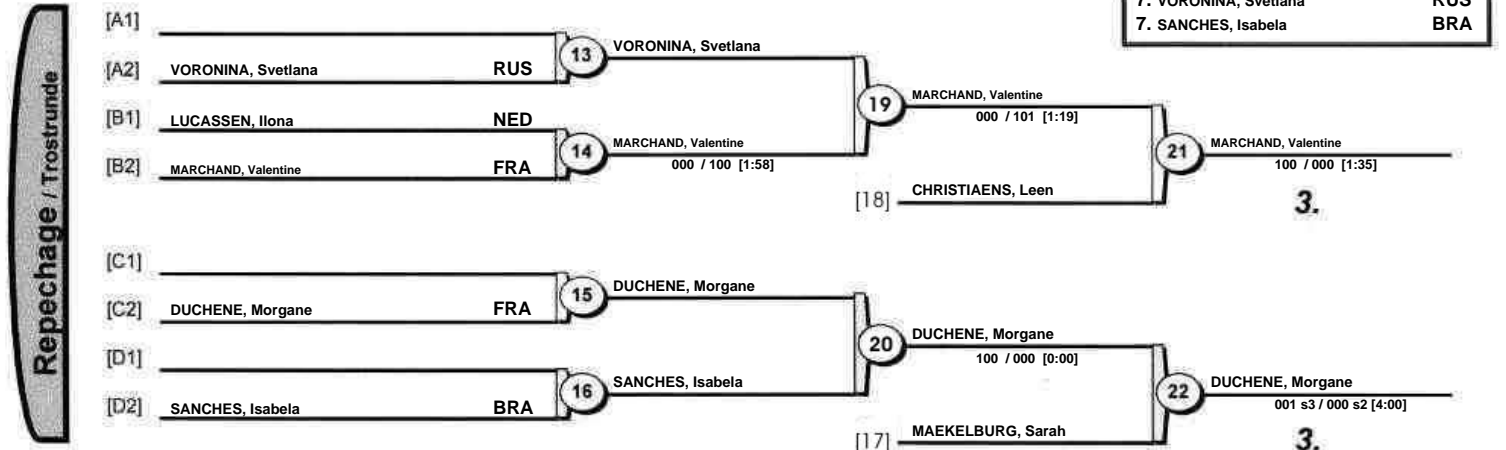 7. VORONINA, Svetlana RUS
7. SANCHES, Isabela BRA
Repechage / Trostrunde
[A1]
[A2] VORONINA, Svetlana RUS
13 VORONINA, Svetlana
[B1] LUCASSEN, Ilona NED
[B2] MARCHAND, Valentine FRA
14 MARCHAND, Valentine
000 / 100 [1:58]
19 MARCHAND, Valentine
000 / 101 [1:19]
[18] CHRISTIAENS, Leen
21 MARCHAND, Valentine
100 / 000 [1:35]
3.
[C1]
[C2] DUCHENE, Morgane FRA
15 DUCHENE, Morgane
[D1]
[D2] SANCHES, Isabela BRA
16 SANCHES, Isabela
20 DUCHENE, Morgane
100 / 000 [0:00]
[17] MAEKELBURG, Sarah
22 DUCHENE, Morgane
001 s3 / 000 s2 [4:00]
3.